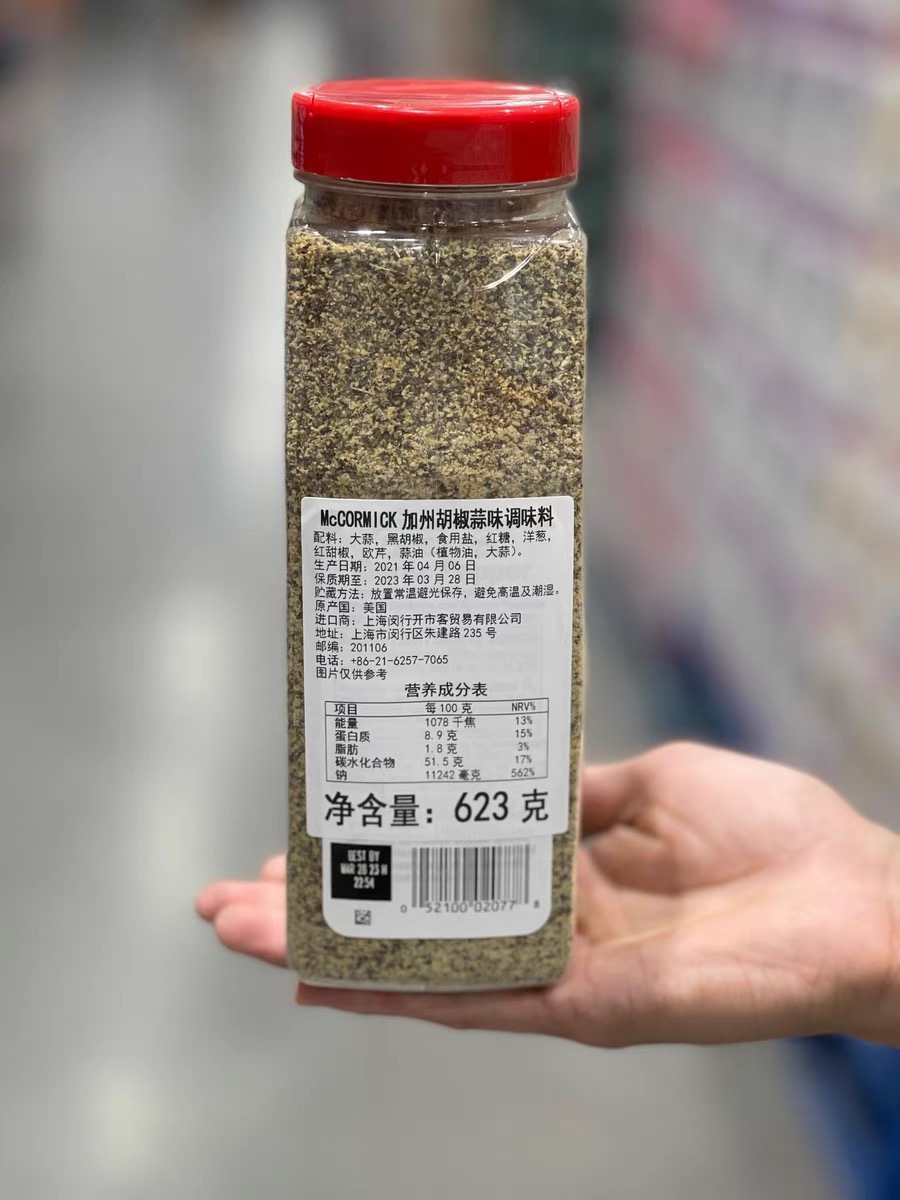 McCORMICK 加州胡椒蒜味调味料
配料：大蒜，黑胡椒，食用盐，红糖，洋葱，
红甜椒，欧芹，蒜油（植物油，大蒜）。
生产日期：2021 年 04 月 06 日
保质期至：2023 年 03 月 28 日
贮藏方法：放置常温避光保存，避免高温及潮湿。
原产国：美国
进口商：上海闵行开市客贸易有限公司
地址：上海市闵行区朱建路 235 号
邮编：201106
电话：+86-21-6257-7065
图片仅供参考
营养成分表
项目 每 100 克 NRV%
能量 1078 千焦 13%
蛋白质 8.9 克 15%
脂肪 1.8 克 3%
碳水化合物 51.5 克 17%
钠 11242 毫克 562%
净含量：623 克
BEST BY
MAR 28 23 H
22:54
0 52100 02077 8